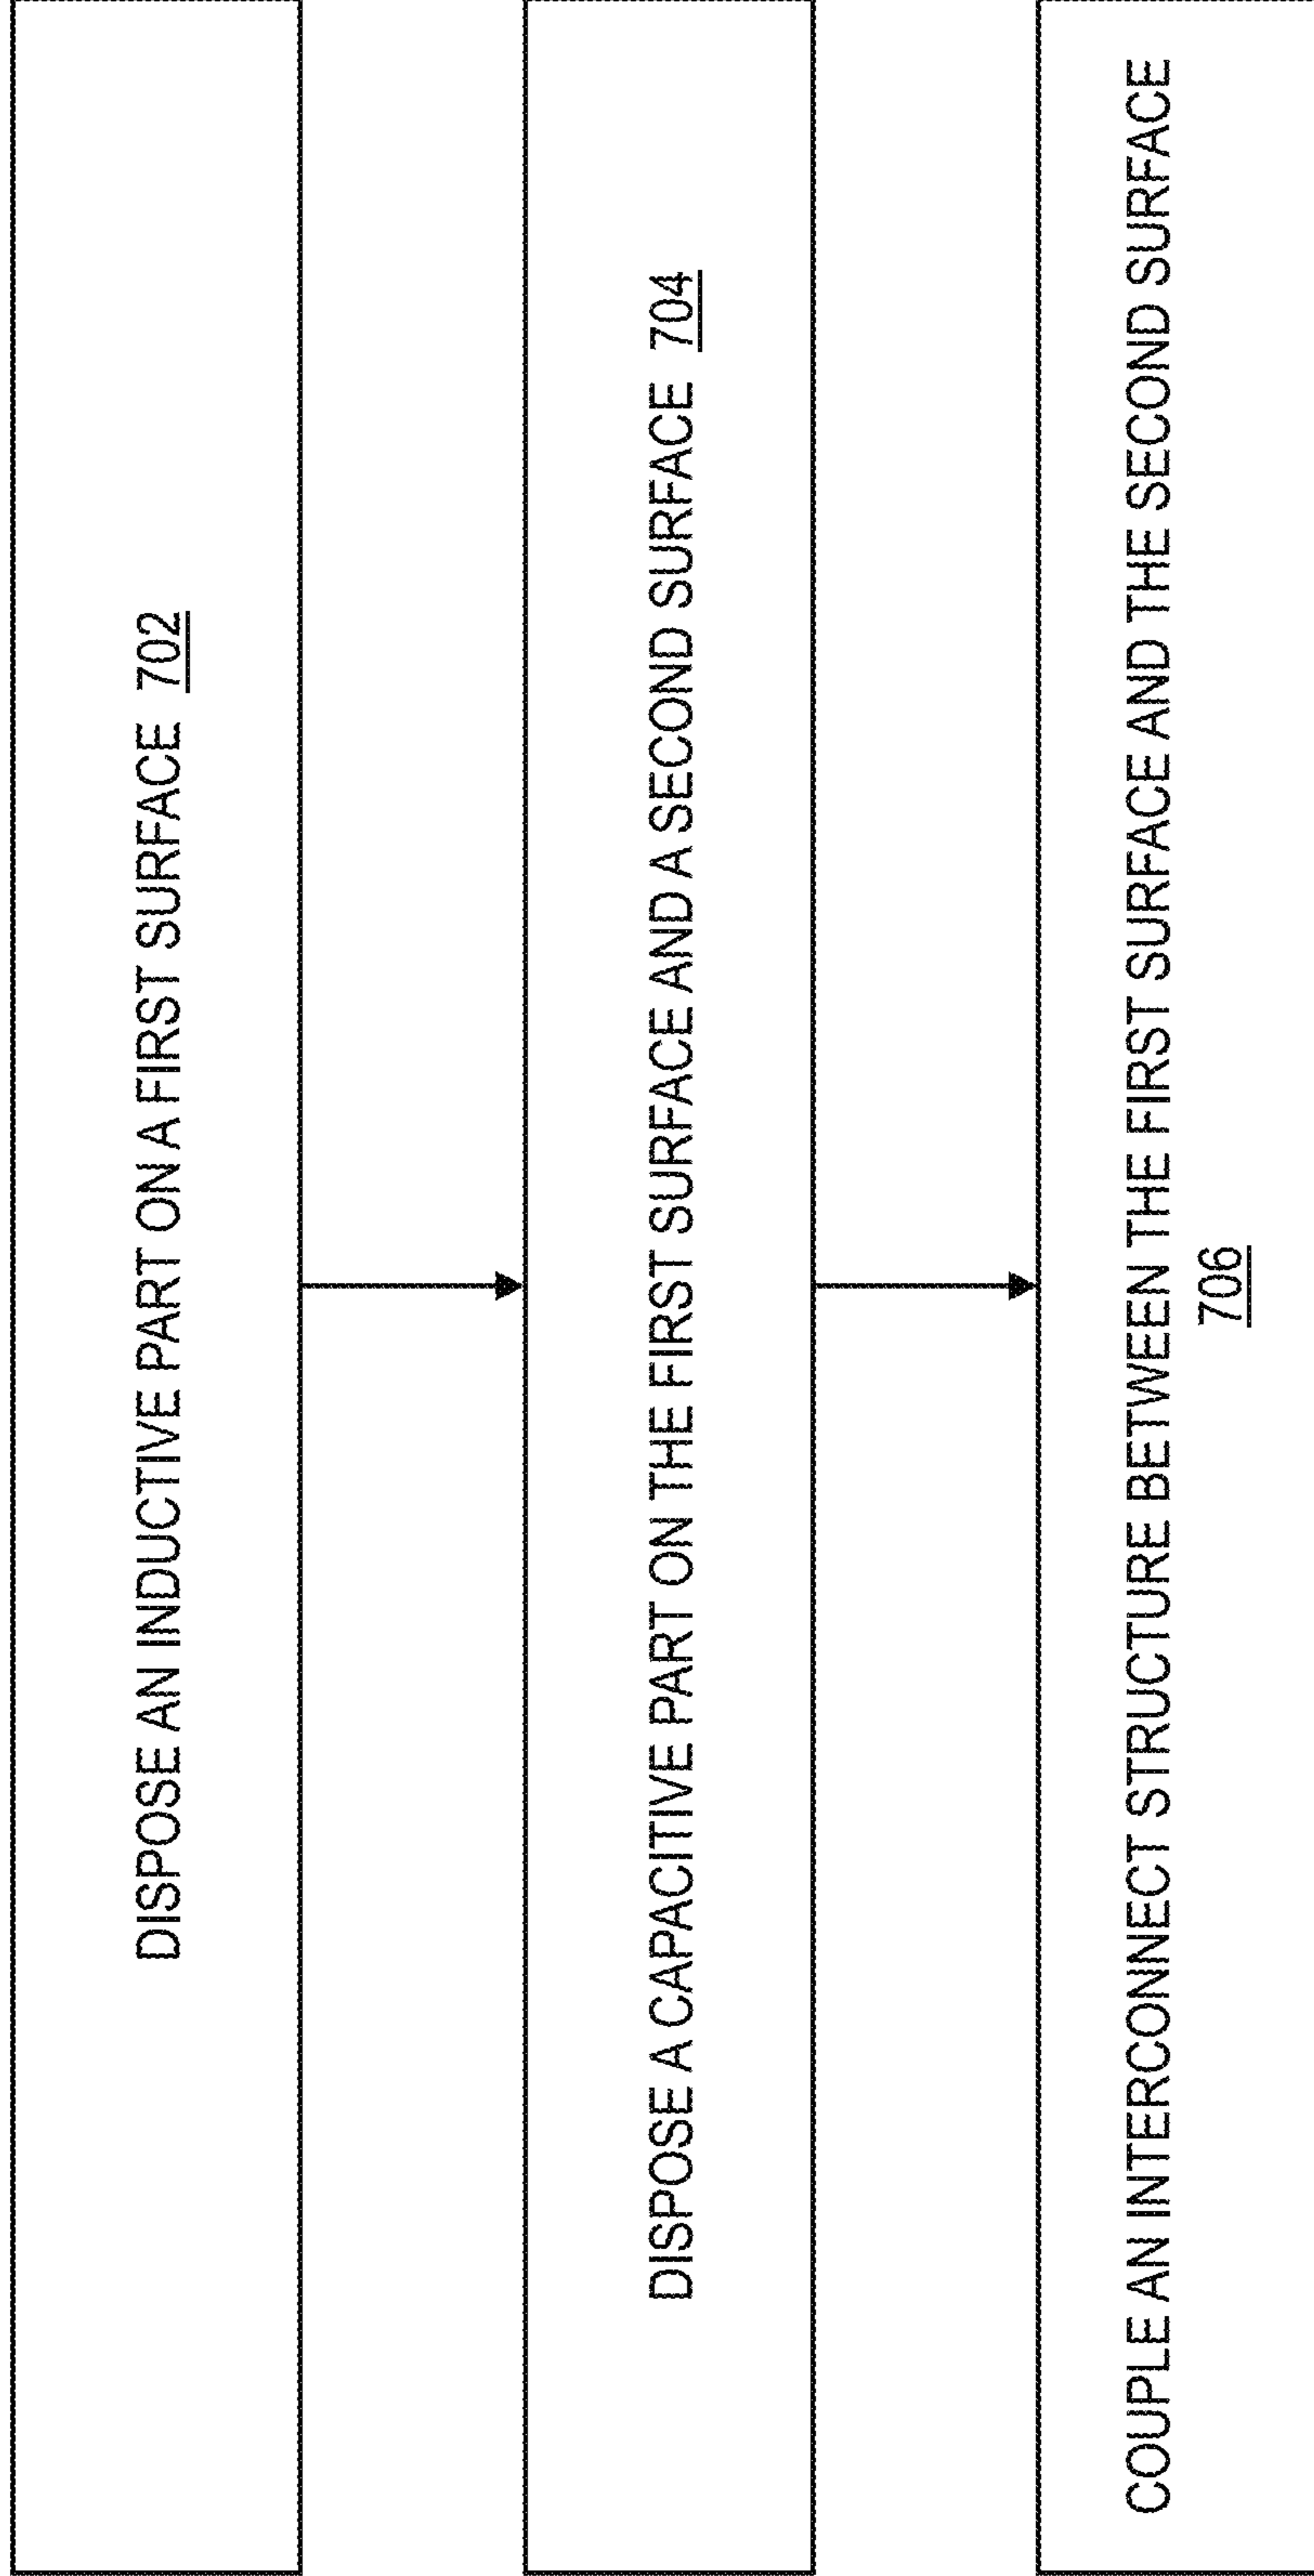 DISPOSE AN INDUCTIVE PART ON A FIRST SURFACE 702
DISPOSE A CAPACITIVE PART ON THE FIRST SURFACE AND A SECOND SURFACE 704
COUPLE AN INTERCONNECT STRUCTURE BETWEEN THE FIRST SURFACE AND THE SECOND SURFACE
706